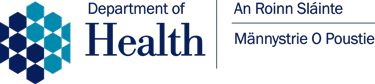 Department of
Health
An Roinn Sláinte
Männystrie O Poustie